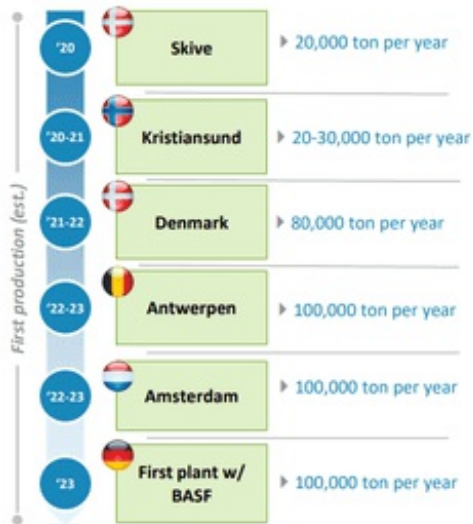 First production (est.)
'20
Skive
20,000 ton per year
'20-21
Kristiansund
20-30,000 ton per year
'21-22
Denmark
80,000 ton per year
'22-23
Antwerpen
100,000 ton per year
'22-23
Amsterdam
100,000 ton per year
'23
First plant w/
BASF
100,000 ton per year